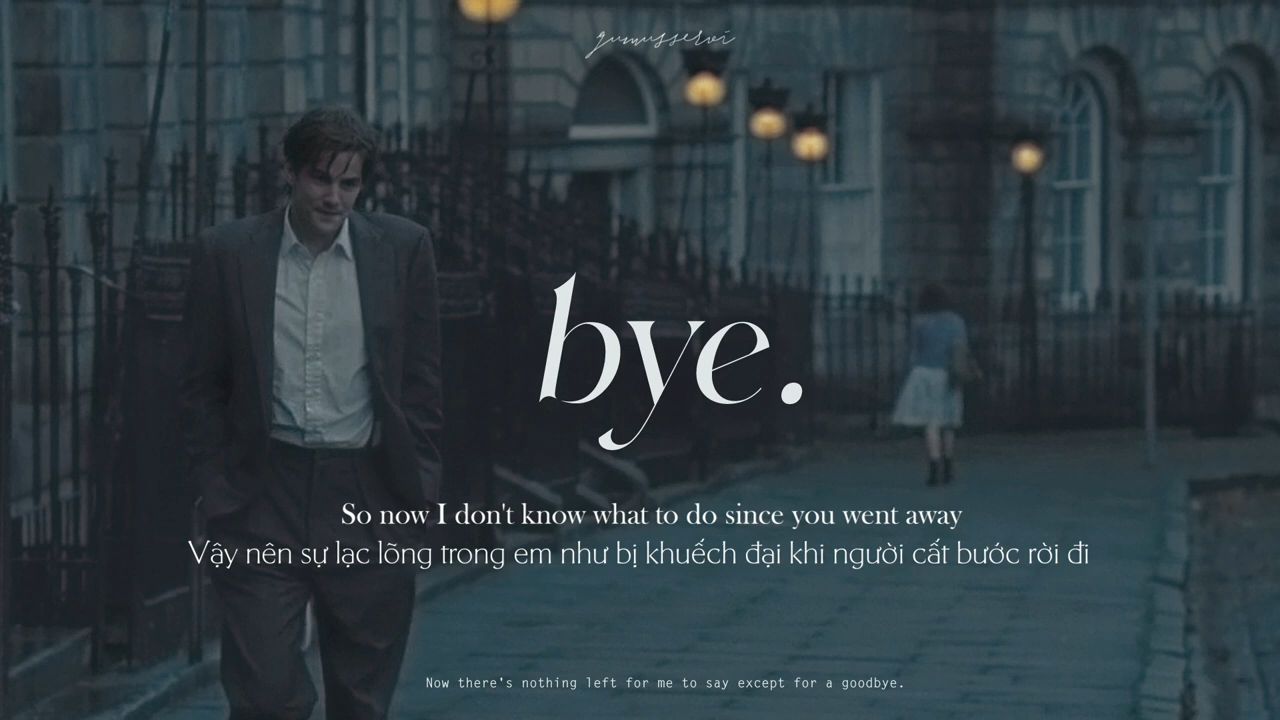 gumusservi
bye.
So now I don't know what to do since you went away
Vậy nên sự lạc lõng trong em như bị khuếch đại khi người cất bước rời đi
Now there's nothing left for me to say except for a goodbye.